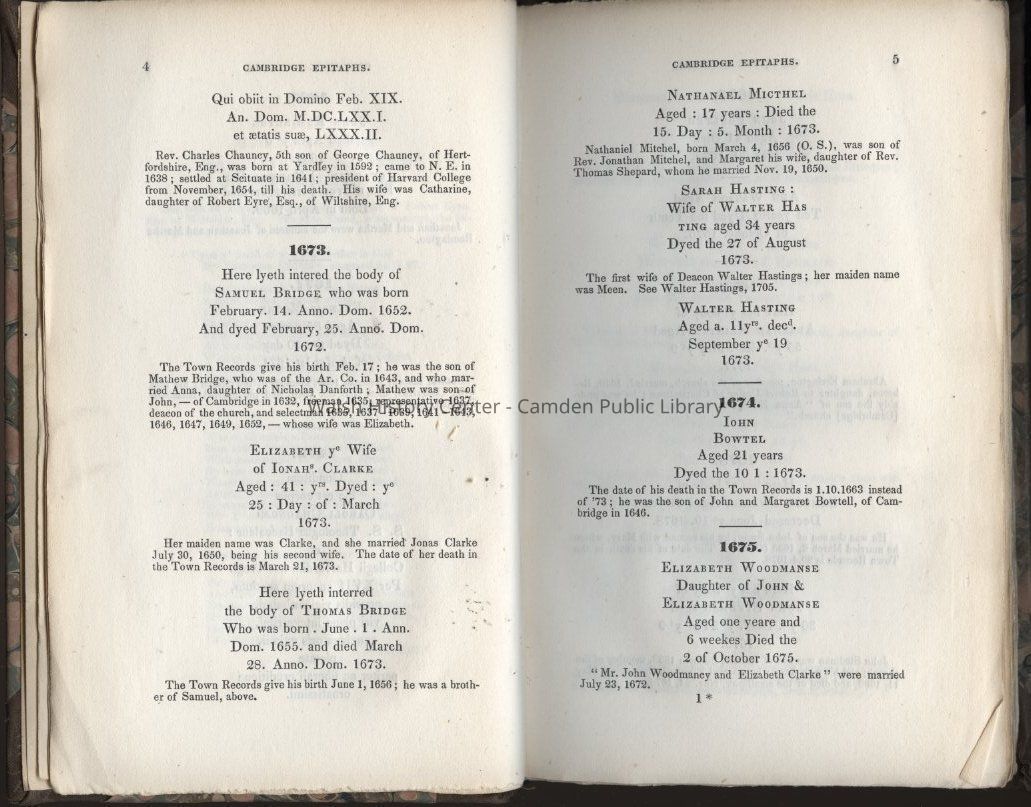 4
CAMBRIDGE EPITAPHS.
Qui obiit in Domino Feb. XIX.
An. Dom. M.DC.LXX.I.
et ætatis suæ, LXXX.II.
Rev. Charles Chauncy, 5th son of George Chauncy, of Hert-
fordshire, Eng., was born at Yardley in 1592; came to N. E. in
1638; settled at Scituate in 1641; president of Harvard College
from November, 1654, till his death. His wife was Catharine,
daughter of Robert Eyre, Esq., of Wiltshire, Eng.
1673.
Here lyeth intered the body of
SAMUEL BRIDGE who was born
February. 14. Anno. Dom. 1652.
And dyed February, 25. Anno. Dom.
1672.
The Town Records give his birth Feb. 17; he was the son of
Mathew Bridge, who was of the Ar. Co. in 1643, and who mar-
ried Anna, daughter of Nicholas Danforth; Mathew was son of
John, — of Cambridge in 1632, freeman 1635, representative 1637,
deacon of the church, and selectman 1635, 1637 1639, 1641 1643,
1646, 1647, 1649, 1652, — whose wife was Elizabeth.
ELIZABETH yᵉ Wife
of IONAHˢ. CLARKE
Aged : 41 : yʳˢ. Dyed : yᵉ
25 : Day : of : March
1673.
Her maiden name was Clarke, and she married Jonas Clarke
July 30, 1650, being his second wife. The date of her death in
the Town Records is March 21, 1673.
Here lyeth interred
the body of THOMAS BRIDGE
Who was born . June . 1 . Ann.
Dom. 1655. and died March
28. Anno. Dom. 1673.
The Town Records give his birth June 1, 1656; he was a broth-
er of Samuel, above.
CAMBRIDGE EPITAPHS.
5
NATHANAEL MICTHEL
Aged : 17 years : Died the
15. Day : 5. Month : 1673.
Nathaniel Mitchel, born March 4, 1656 (O. S.), was son of
Rev. Jonathan Mitchel, and Margaret his wife, daughter of Rev.
Thomas Shepard, whom he married Nov. 19, 1650.
SARAH HASTING :
Wife of WALTER HAS
TING aged 34 years
Dyed the 27 of August
1673.
The first wife of Deacon Walter Hastings; her maiden name
was Meen. See Walter Hastings, 1705.
WALTER HASTING
Aged a. 11yʳˢ. decᵈ.
September yᵉ 19
1673.
1674.
IOHN
BOWTEL
Aged 21 years
Dyed the 10 1 : 1673.
The date of his death in the Town Records is 1.10.1663 instead
of '73; he was the son of John and Margaret Bowtell, of Cam-
bridge in 1646.
1675.
ELIZABETH WOODMANSE
Daughter of JOHN &
ELIZABETH WOODMANSE
Aged one yeare and
6 weekes Died the
2 of October 1675.
"Mr. John Woodmancy and Elizabeth Clarke" were married
July 23, 1672.
1*
History Center - Camden Public Library